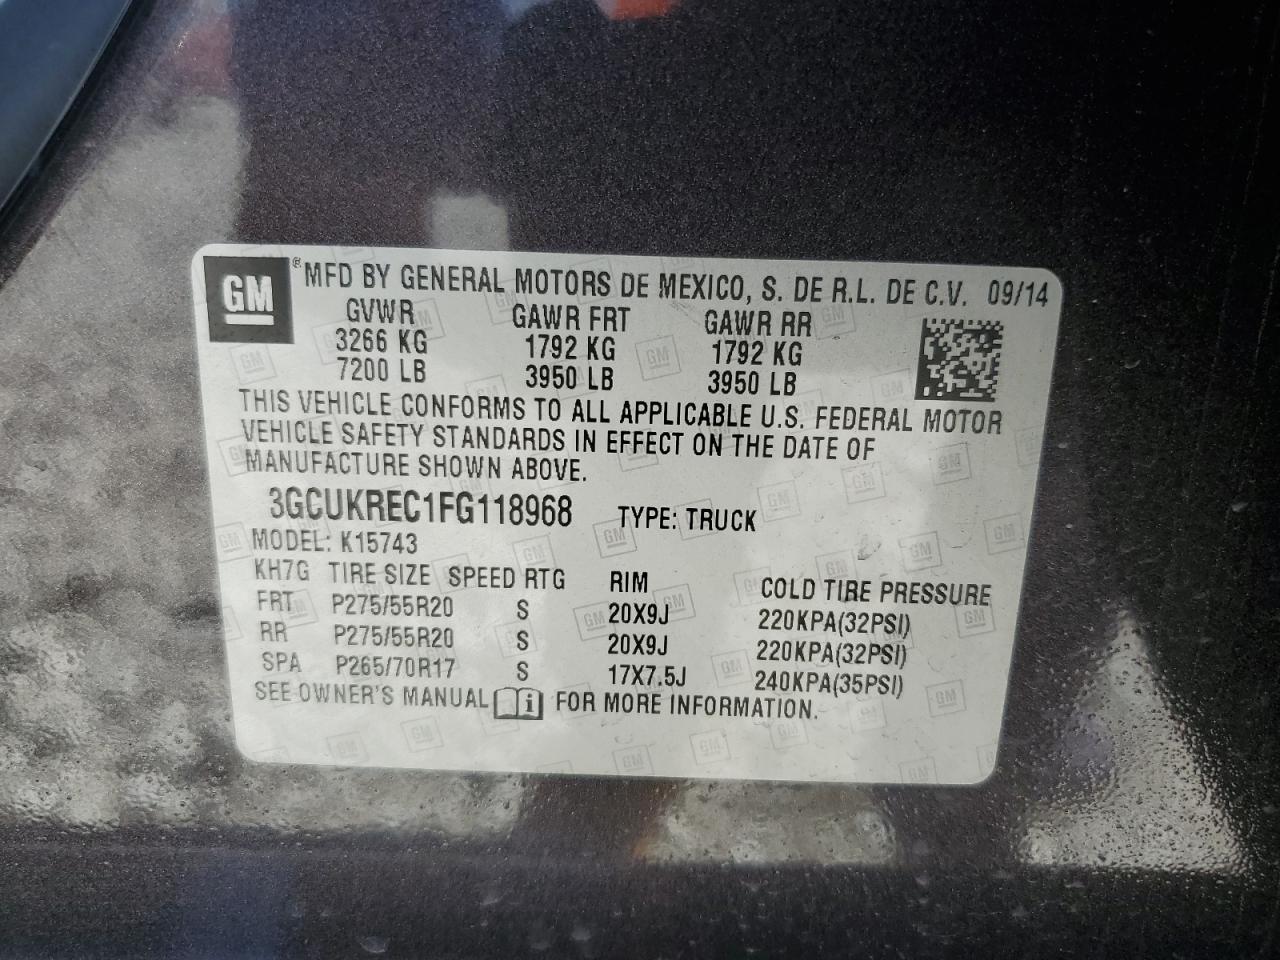 GM ® MFD BY GENERAL MOTORS DE MEXICO, S. DE R.L. DE C.V. 09/14
GVWR GAWR FRT GAWR RR
3266 KG 1792 KG 1792 KG
7200 LB 3950 LB 3950 LB
THIS VEHICLE CONFORMS TO ALL APPLICABLE U.S. FEDERAL MOTOR
VEHICLE SAFETY STANDARDS IN EFFECT ON THE DATE OF
MANUFACTURE SHOWN ABOVE.
3GCUKREC1FG118968 TYPE: TRUCK
MODEL: K15743
KH7G TIRE SIZE SPEED RTG RIM COLD TIRE PRESSURE
FRT P275/55R20 S 20X9J 220KPA(32PSI)
RR P275/55R20 S 20X9J 220KPA(32PSI)
SPA P265/70R17 S 17X7.5J 240KPA(35PSI)
SEE OWNER'S MANUAL i FOR MORE INFORMATION.